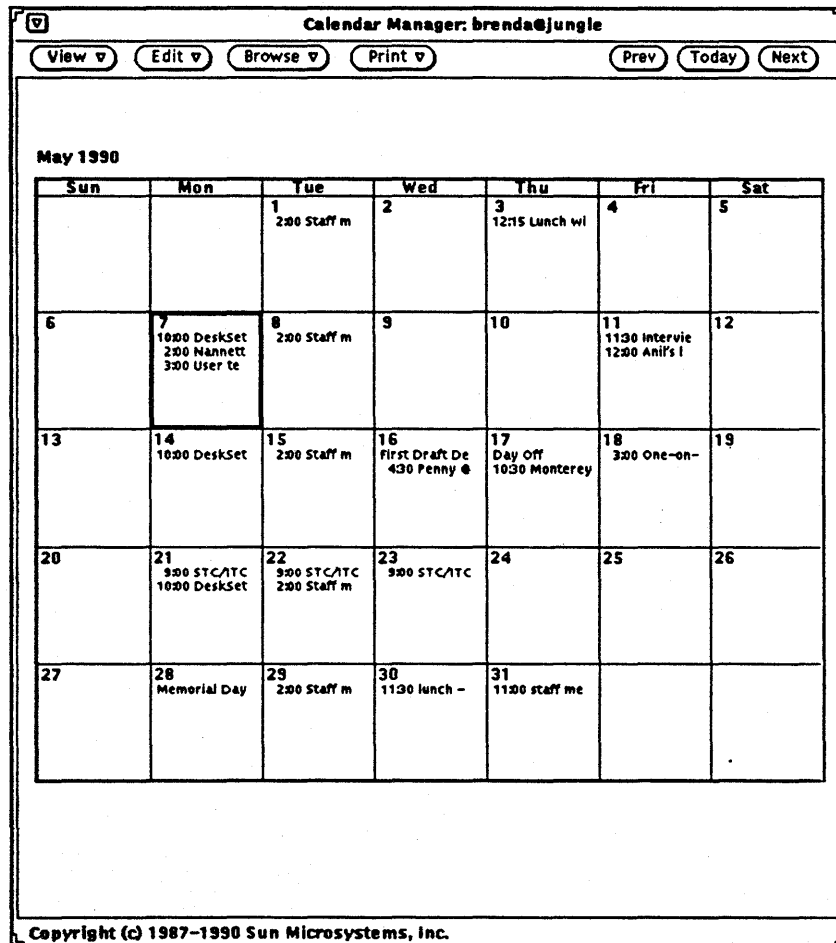 Calendar Manager: brenda@jungle
View Edit Browse Print Prev Today Next
May 1990
Sun Mon Tue Wed Thu Fri Sat
1 2 3 4 5
2:00 Staff m 12:15 Lunch wi
6 7 8 9 10 11 12
10:00 DeskSet 2:00 Staff m 11:30 Intervie
2:00 Nannett 12:00 Anil's l
3:00 User te
13 14 15 16 17 18 19
10:00 DeskSet 2:00 Staff m First Draft De Day Off 3:00 One-on-
4:30 Penny @ 10:30 Monterey
20 21 22 23 24 25 26
9:00 STC/ITC 9:00 STC/ITC 9:00 STC/ITC
10:00 DeskSet 2:00 Staff m
27 28 29 30 31
Memorial Day 2:00 Staff m 11:30 lunch - 11:00 staff me
Copyright (c) 1987-1990 Sun Microsystems, Inc.